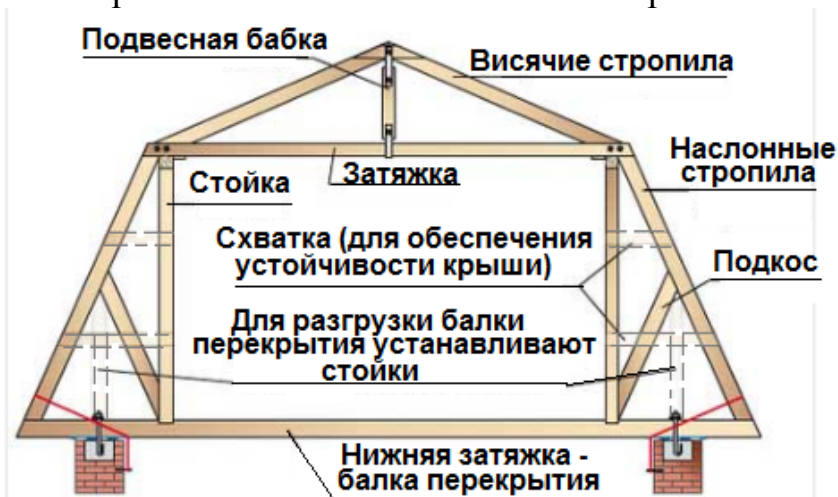 Подвесная бабка
Висячие стропила
Наслонные
стропила
Стойка
Затяжка
Схватка (для обеспечения
устойчивости крыши)
Подкос
Для разгрузки балки
перекрытия устанавливают
стойки
Нижняя затяжка -
балка перекрытия